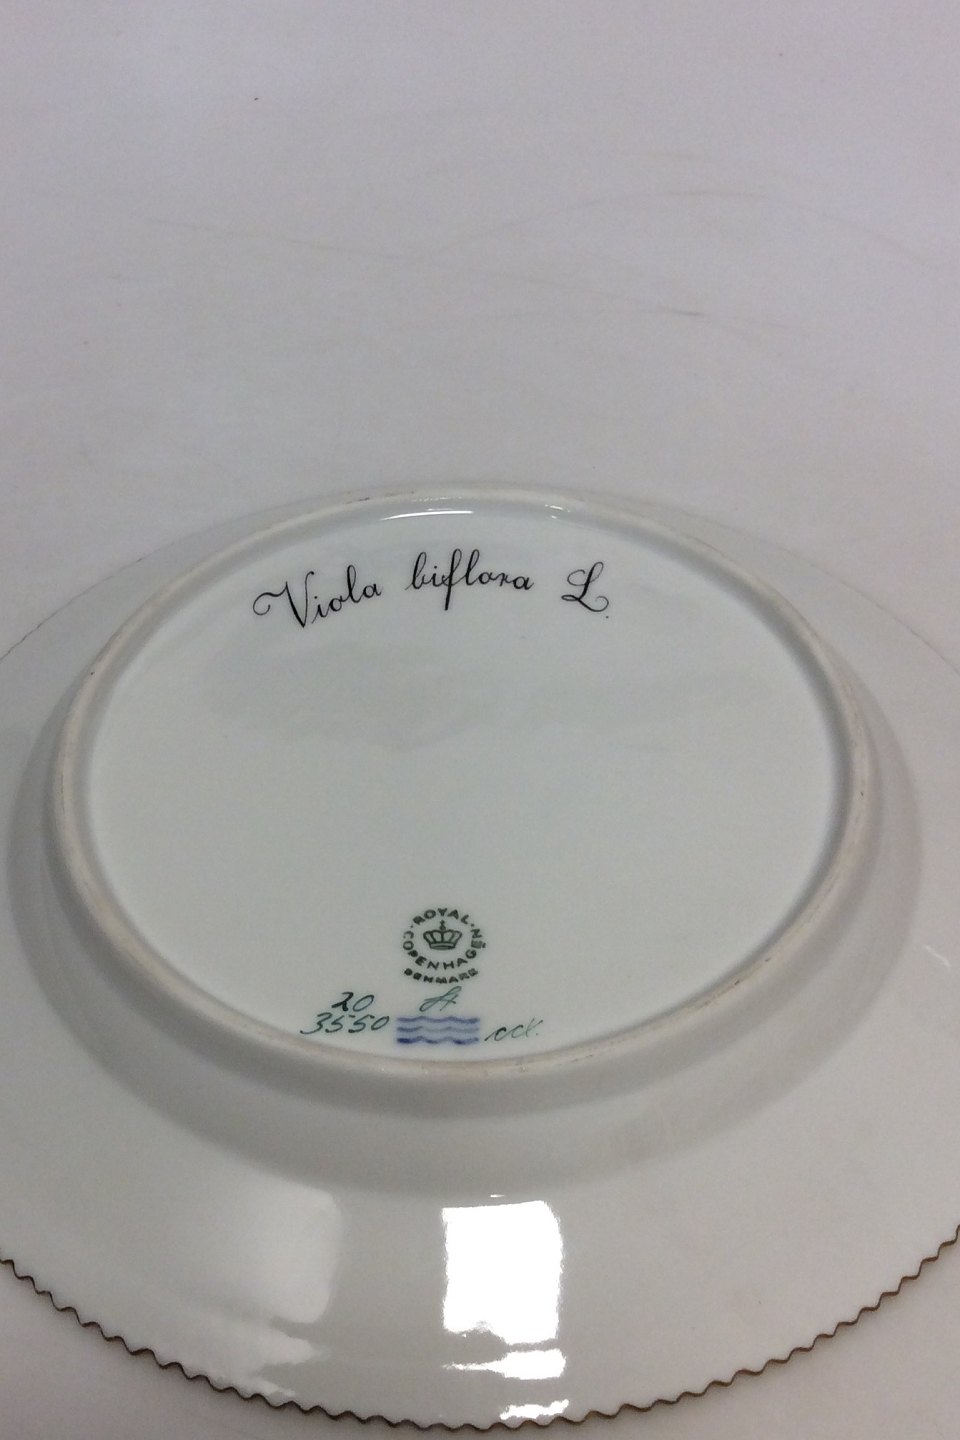 Viola biflora L.
ROYAL COPENHAGEN
DENMARK
20 A
3550